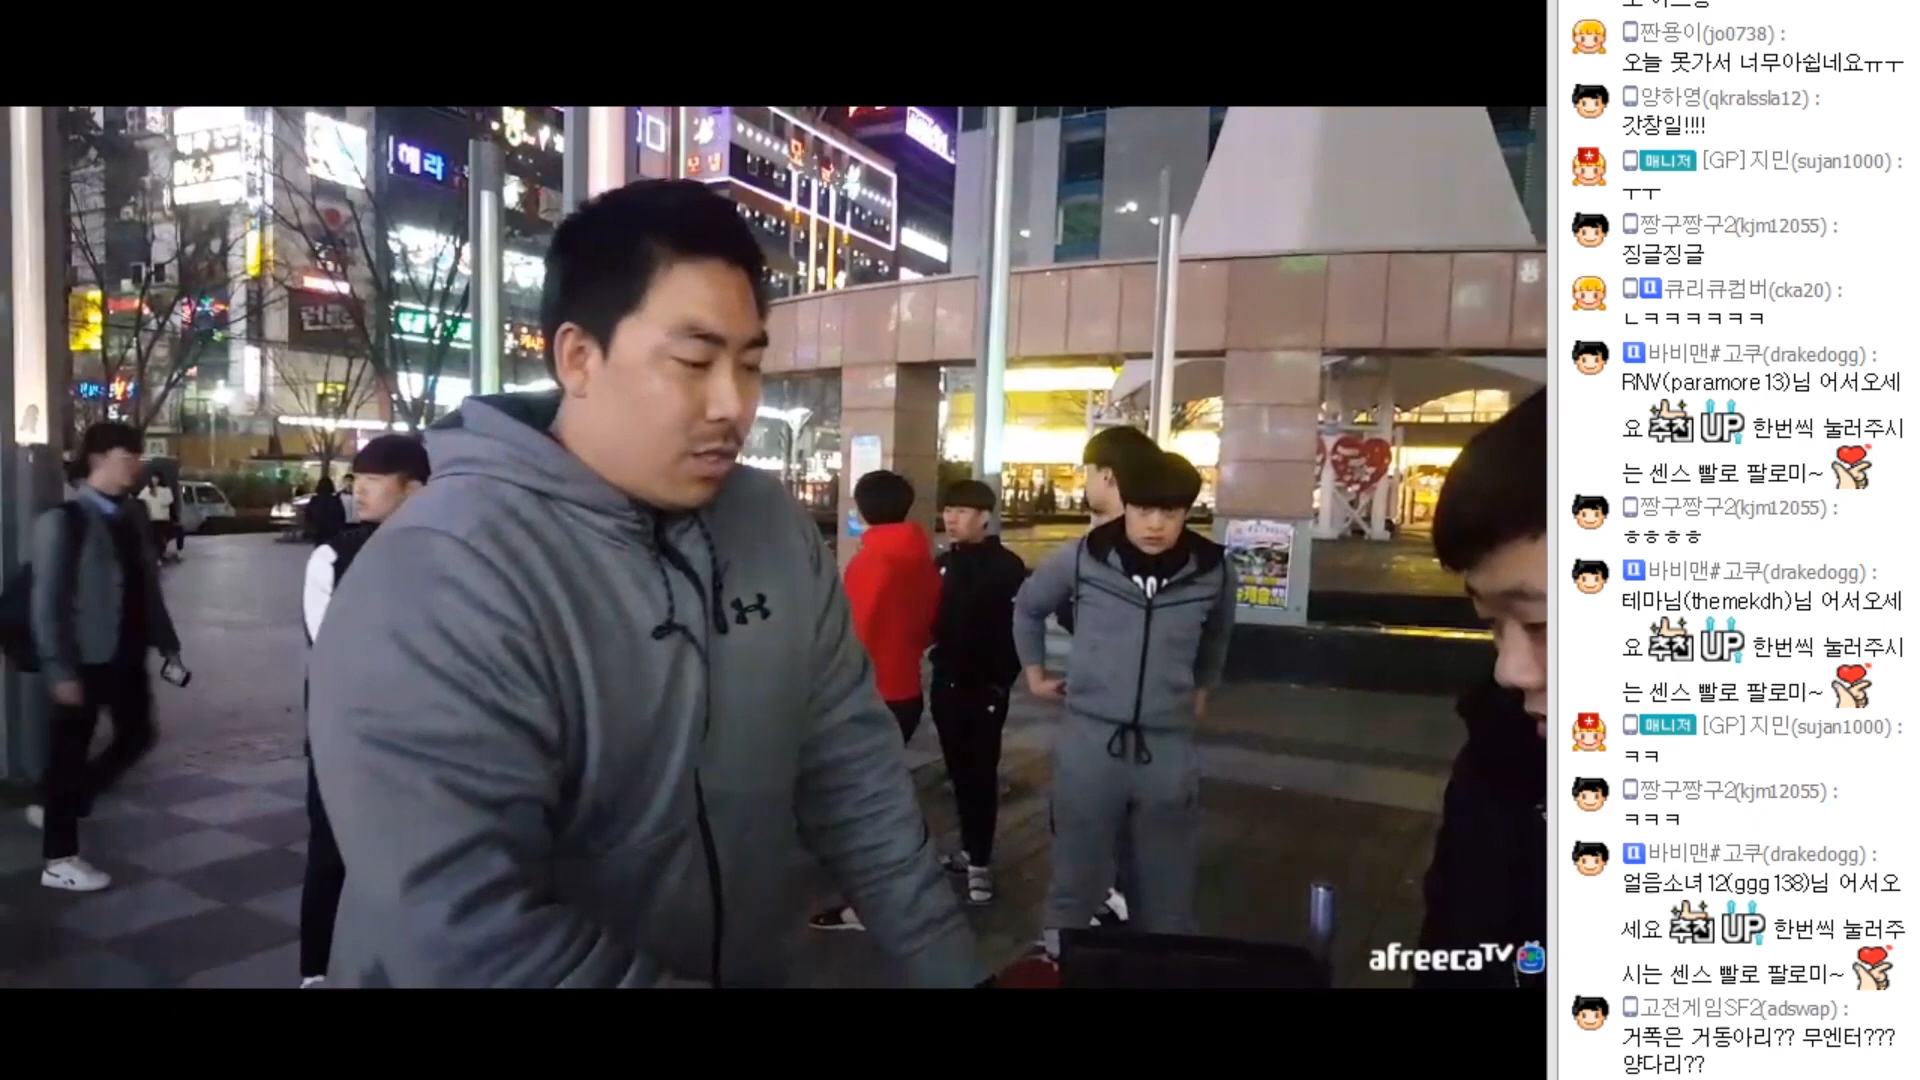 헤라
모텔
afreecaTV
짠용이(jo0738) :
오늘 못가서 너무아쉽네요ㅠㅜ
양하영(qkralssla12) :
갓창일!!!!
매니저 [GP]지민(sujan1000) :
ㅜㅜ
짱구짱구2(kjm12055) :
징글징글
큐리큐컴버(cka20) :
ㄴㅋㅋㅋㅋㅋㅋ
바비맨#고쿠(drakedogg) :
RNV(paramore13)님 어서오세
요 추천 UP 한번씩 눌러주시
는 센스 빨로 팔로미~
짱구짱구2(kjm12055) :
ㅎㅎㅎㅎ
바비맨#고쿠(drakedogg) :
테마님(themekdh)님 어서오세
요 추천 UP 한번씩 눌러주시
는 센스 빨로 팔로미~
매니저 [GP]지민(sujan1000) :
ㅋㅋ
짱구짱구2(kjm12055) :
ㅋㅋㅋ
바비맨#고쿠(drakedogg) :
얼음소녀12(ggg138)님 어서오
세요 추천 UP 한번씩 눌러주
시는 센스 빨로 팔로미~
고전게임SF2(adswap) :
거폭은 거동아리?? 무엔터???
양다리??